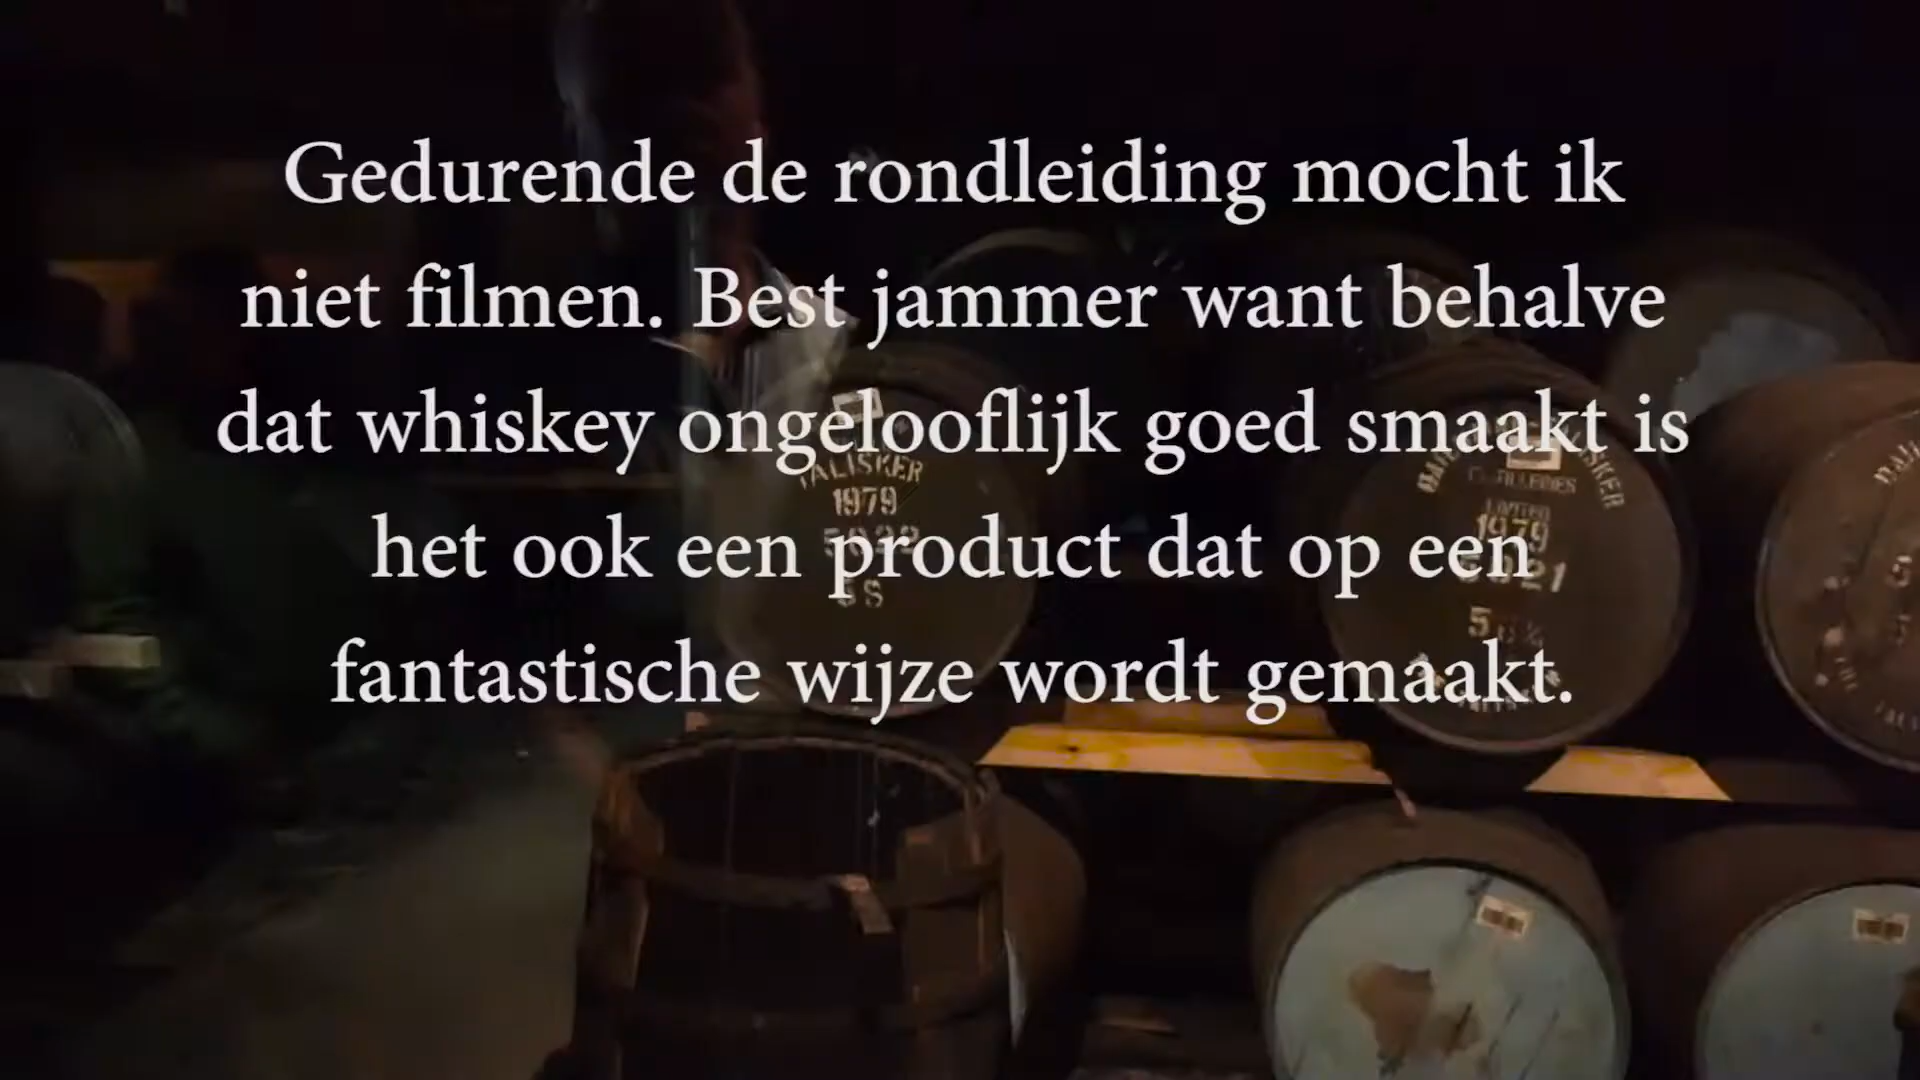 Gedurende de rondleiding mocht ik
niet filmen. Best jammer want behalve
dat whiskey ongelooflijk goed smaakt is
het ook een product dat op een
fantastische wijze wordt gemaakt.
TALISKER
1979
1979